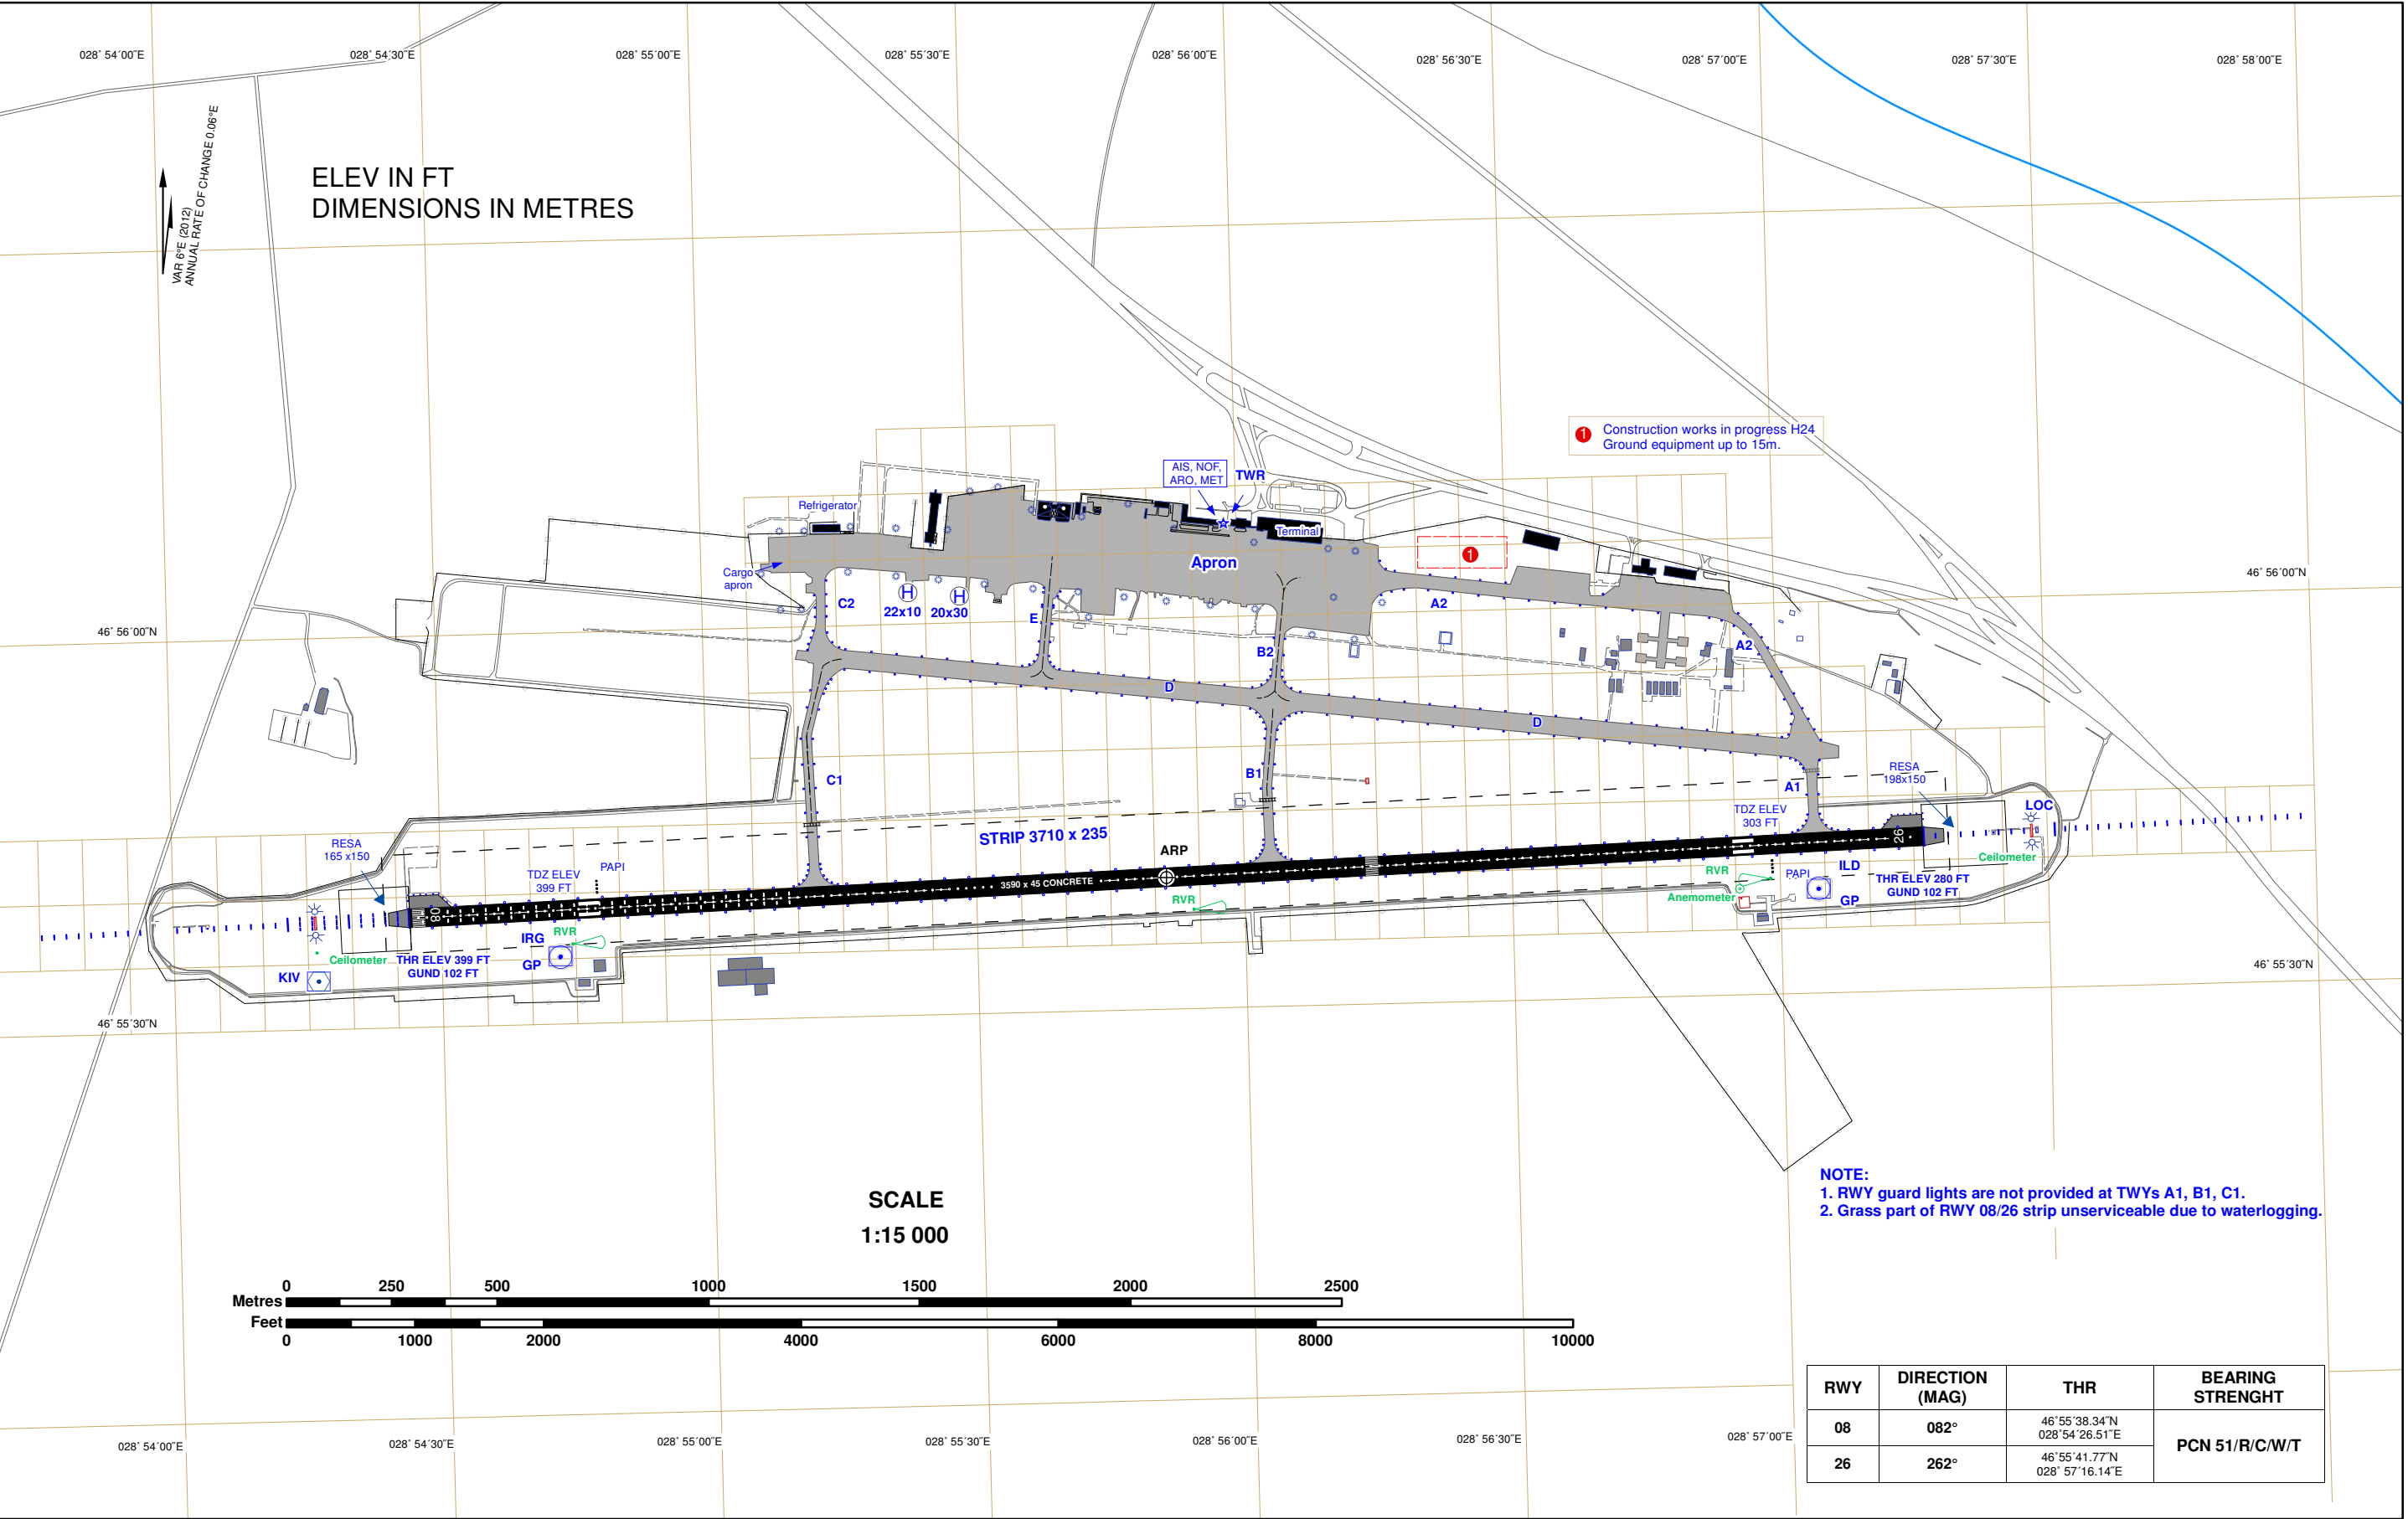 028° 54´00˝E
028° 54´30˝E
028° 55´00˝E
028° 55´30˝E
028° 56´00˝E
028° 56´30˝E
028° 57´00˝E
028° 57´30˝E
028° 58´00˝E
VAR 6°E (2012)
ANNUAL RATE OF CHANGE 0.06°E
ELEV IN FT
DIMENSIONS IN METRES
1 Construction works in progress H24
Ground equipment up to 15m.
AIS, NOF,
ARO, MET
TWR
Refrigerator
Terminal
1
Apron
Cargo
apron
46° 56´00˝N
H
H
22x10
20x30
C2
E
A2
46° 56´00˝N
B2
A2
D
D
C1
B1
A1
RESA
198x150
TDZ ELEV
303 FT
LOC
STRIP 3710 x 235
RESA
165 x150
ARP
26
Ceilometer
TDZ ELEV
399 FT
PAPI
3590 x 45 CONCRETE
RVR
PAPI
ILD
THR ELEV 280 FT
GUND 102 FT
Anemometer
GP
RVR
08
RVR
IRG
GP
Ceilometer
THR ELEV 399 FT
GUND 102 FT
KIV
46° 55´30˝N
46° 55´30˝N
NOTE:
1. RWY guard lights are not provided at TWYs A1, B1, C1.
2. Grass part of RWY 08/26 strip unserviceable due to waterlogging.
SCALE
1:15 000
0 250 500 1000 1500 2000 2500
Metres
Feet
0 1000 2000 4000 6000 8000 10000
RWY DIRECTION (MAG) THR BEARING STRENGHT
08 082° 46°55´38.34˝N 028°54´26.51˝E PCN 51/R/C/W/T
26 262° 46°55´41.77˝N 028° 57´16.14˝E
028° 54´00˝E
028° 54´30˝E
028° 55´00˝E
028° 55´30˝E
028° 56´00˝E
028° 56´30˝E
028° 57´00˝E